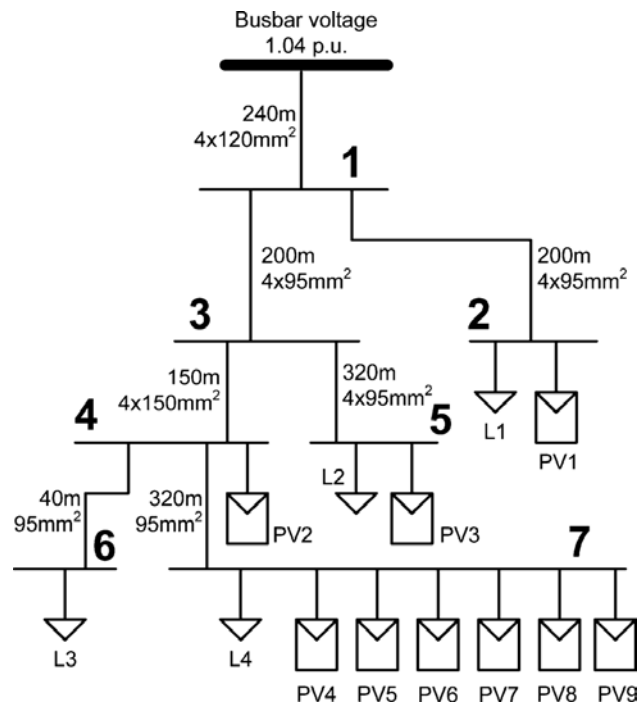 Busbar voltage
1.04 p.u.
240m
4x120mm²
1
200m
4x95mm²
200m
4x95mm²
3
2
150m
4x150mm²
320m
4x95mm²
L1
PV1
4
5
L2
40m
95mm²
320m
95mm²
PV2
PV3
6
7
L3
L4
PV4
PV5
PV6
PV7
PV8
PV9